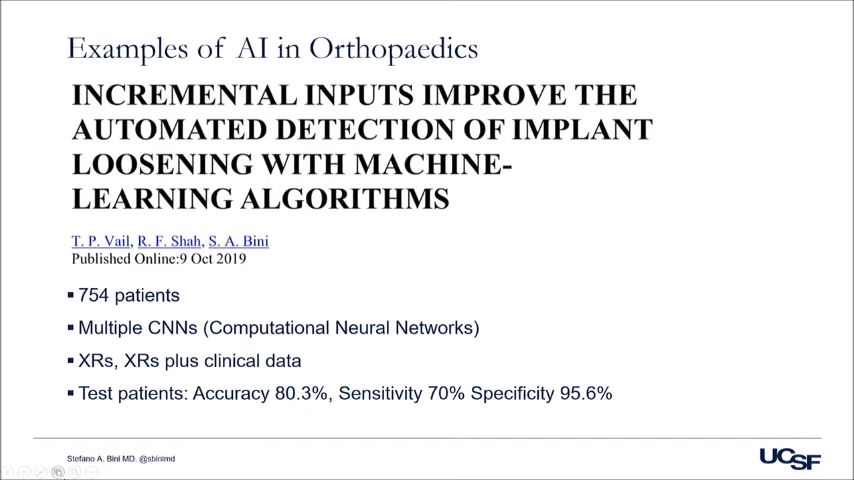 Examples of AI in Orthopaedics
INCREMENTAL INPUTS IMPROVE THE
AUTOMATED DETECTION OF IMPLANT
LOOSENING WITH MACHINE-
LEARNING ALGORITHMS
T. P. Vail, R. F. Shah, S. A. Bini
Published Online:9 Oct 2019
▪ 754 patients
▪ Multiple CNNs (Computational Neural Networks)
▪ XRs, XRs plus clinical data
▪ Test patients: Accuracy 80.3%, Sensitivity 70% Specificity 95.6%
Stefano A. Bini MD. @sbinimd
UCSF